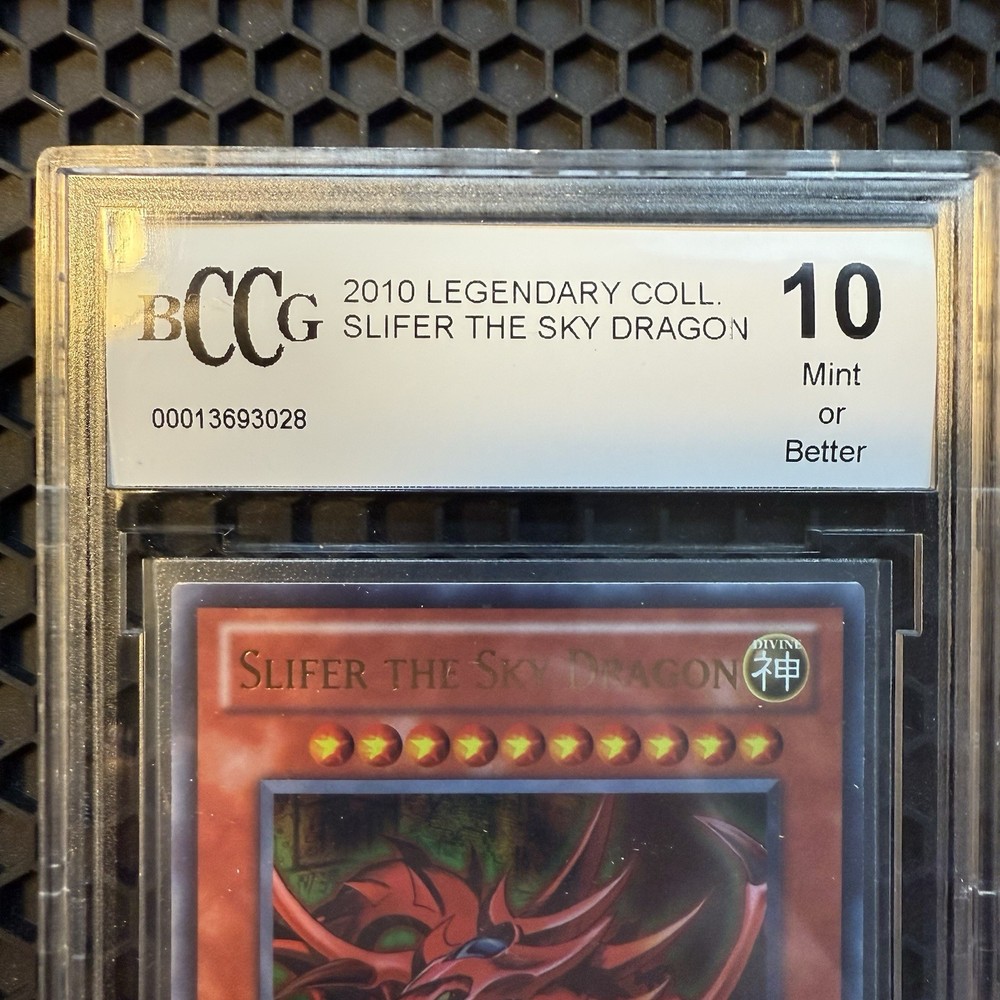 BCCG
2010 LEGENDARY COLL.
SLIFER THE SKY DRAGON
00013693028
10
Mint
or
Better
SLIFER THE SKY DRAGON
DIVINE
神